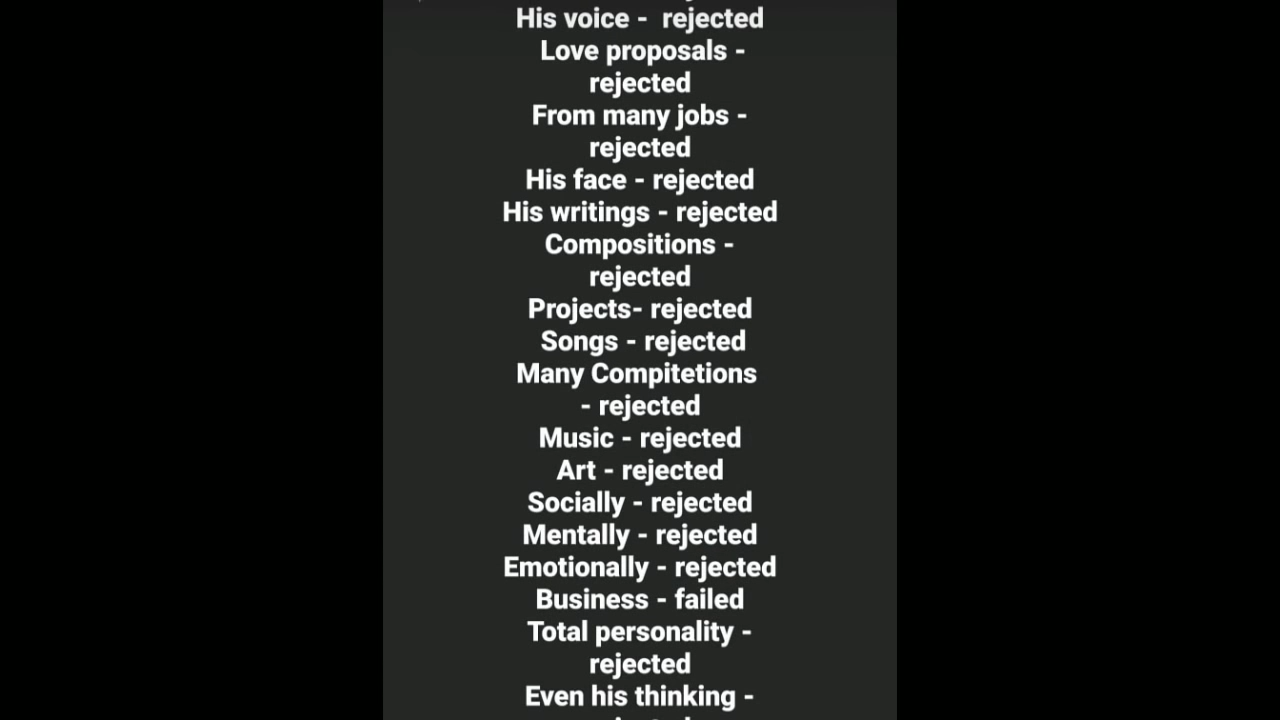 His voice - rejected
Love proposals -
rejected
From many jobs -
rejected
His face - rejected
His writings - rejected
Compositions -
rejected
Projects- rejected
Songs - rejected
Many Compitetions
- rejected
Music - rejected
Art - rejected
Socially - rejected
Mentally - rejected
Emotionally - rejected
Business - failed
Total personality -
rejected
Even his thinking -